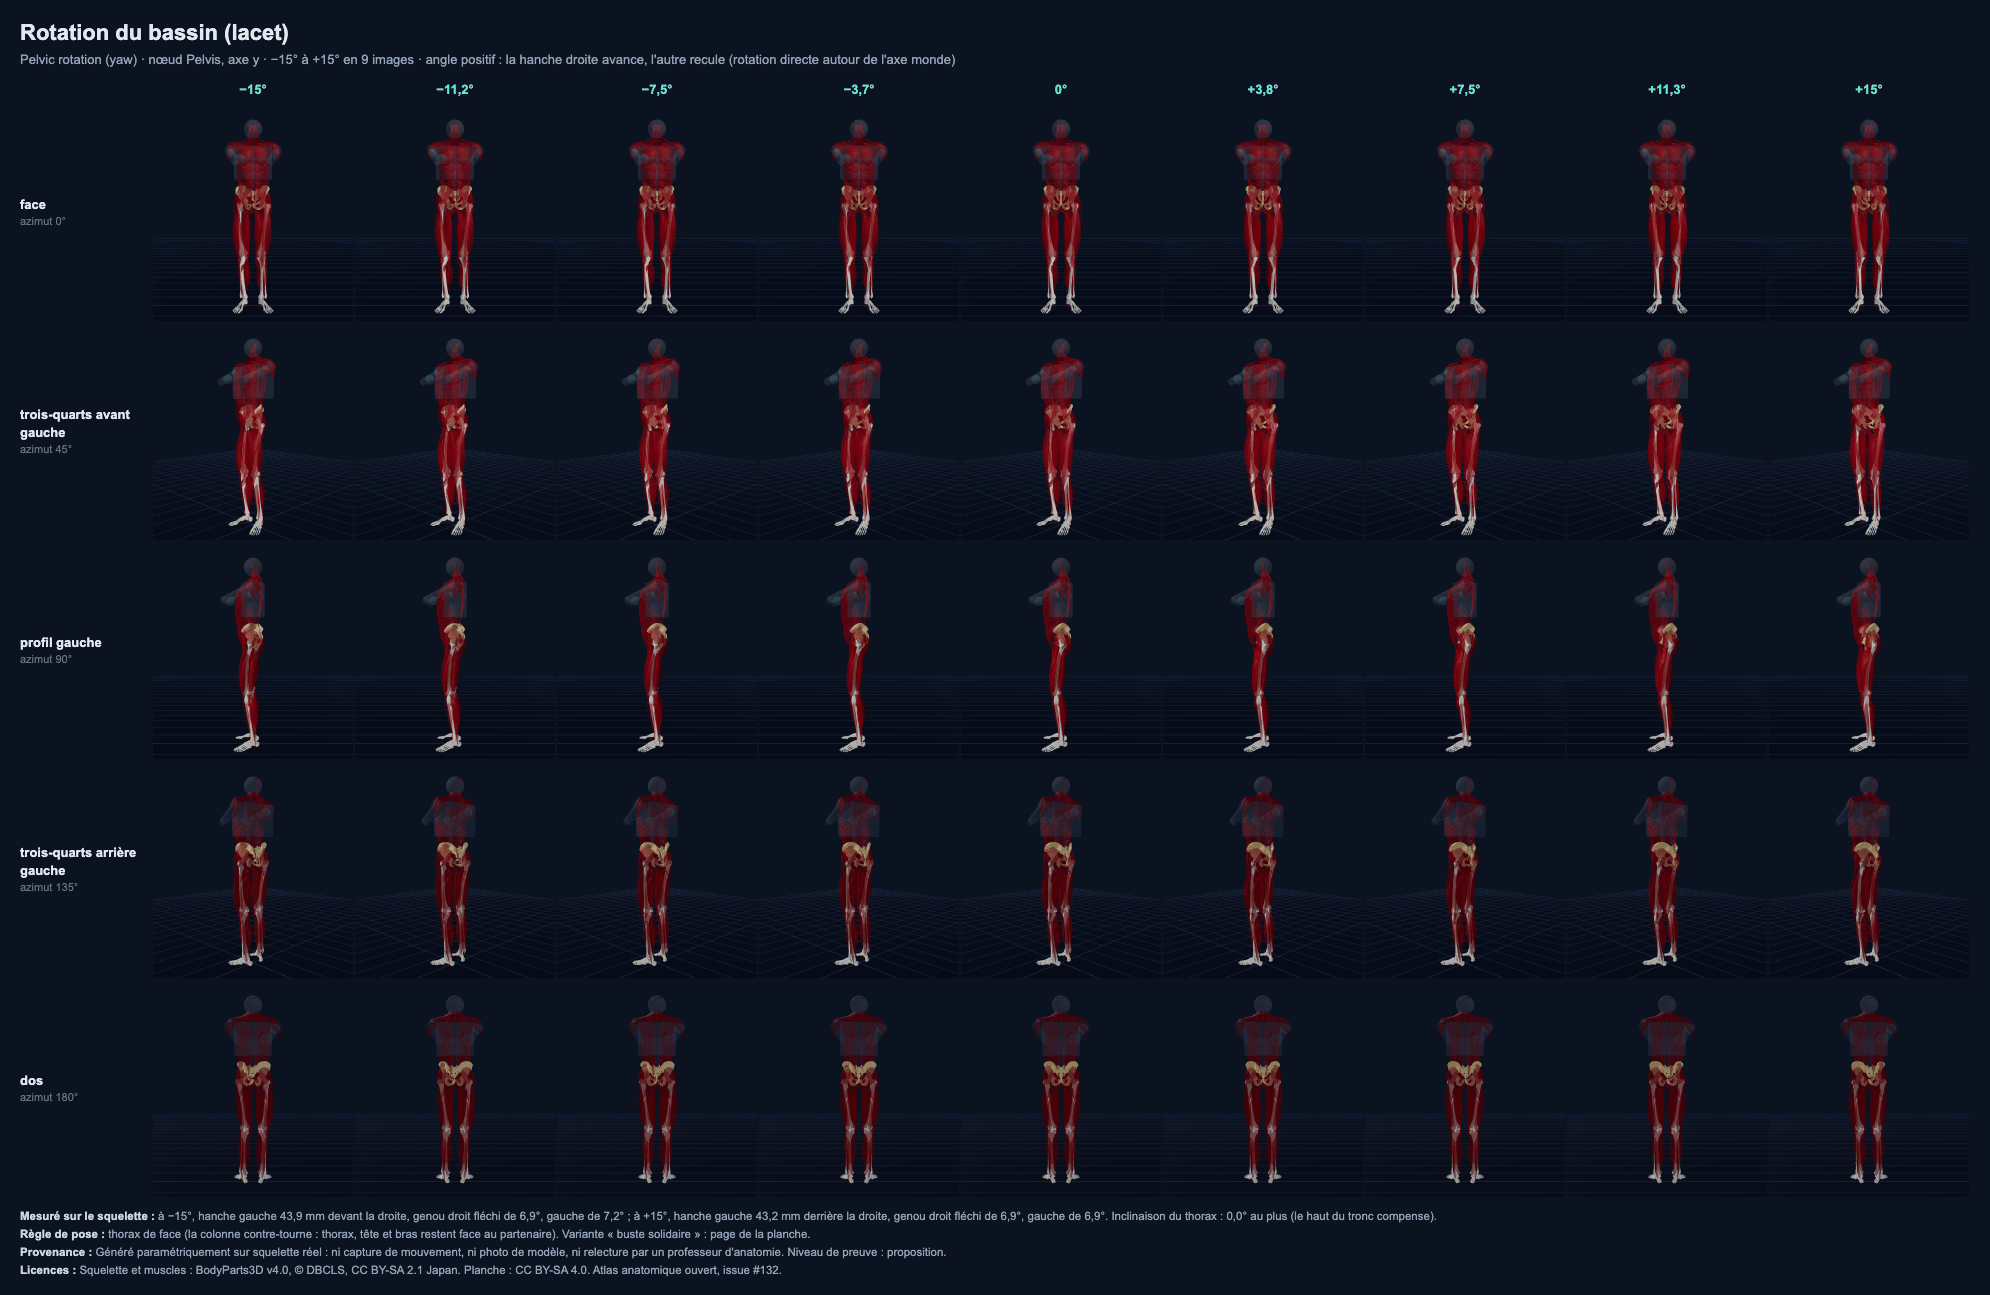 Rotation du bassin (lacet)
Pelvic rotation (yaw) · nœud Pelvis, axe y · −15° à +15° en 9 images · angle positif : la hanche droite avance, l'autre recule (rotation directe autour de l'axe monde)
−15° −11,2° −7,5° −3,7° 0° +3,8° +7,5° +11,3° +15°
face
azimut 0°
trois-quarts avant
gauche
azimut 45°
profil gauche
azimut 90°
trois-quarts arrière
gauche
azimut 135°
dos
azimut 180°
Mesuré sur le squelette : à −15°, hanche gauche 43,9 mm devant la droite, genou droit fléchi de 6,9°, gauche de 7,2° ; à +15°, hanche gauche 43,2 mm derrière la droite, genou droit fléchi de 6,9°, gauche de 6,9°. Inclinaison du thorax : 0,0° au plus (le haut du tronc compense).
Règle de pose : thorax de face (la colonne contre-tourne : thorax, tête et bras restent face au partenaire). Variante « buste solidaire » : page de la planche.
Provenance : Généré paramétriquement sur squelette réel : ni capture de mouvement, ni photo de modèle, ni relecture par un professeur d'anatomie. Niveau de preuve : proposition.
Licences : Squelette et muscles : BodyParts3D v4.0, © DBCLS, CC BY-SA 2.1 Japan. Planche : CC BY-SA 4.0. Atlas anatomique ouvert, issue #132.